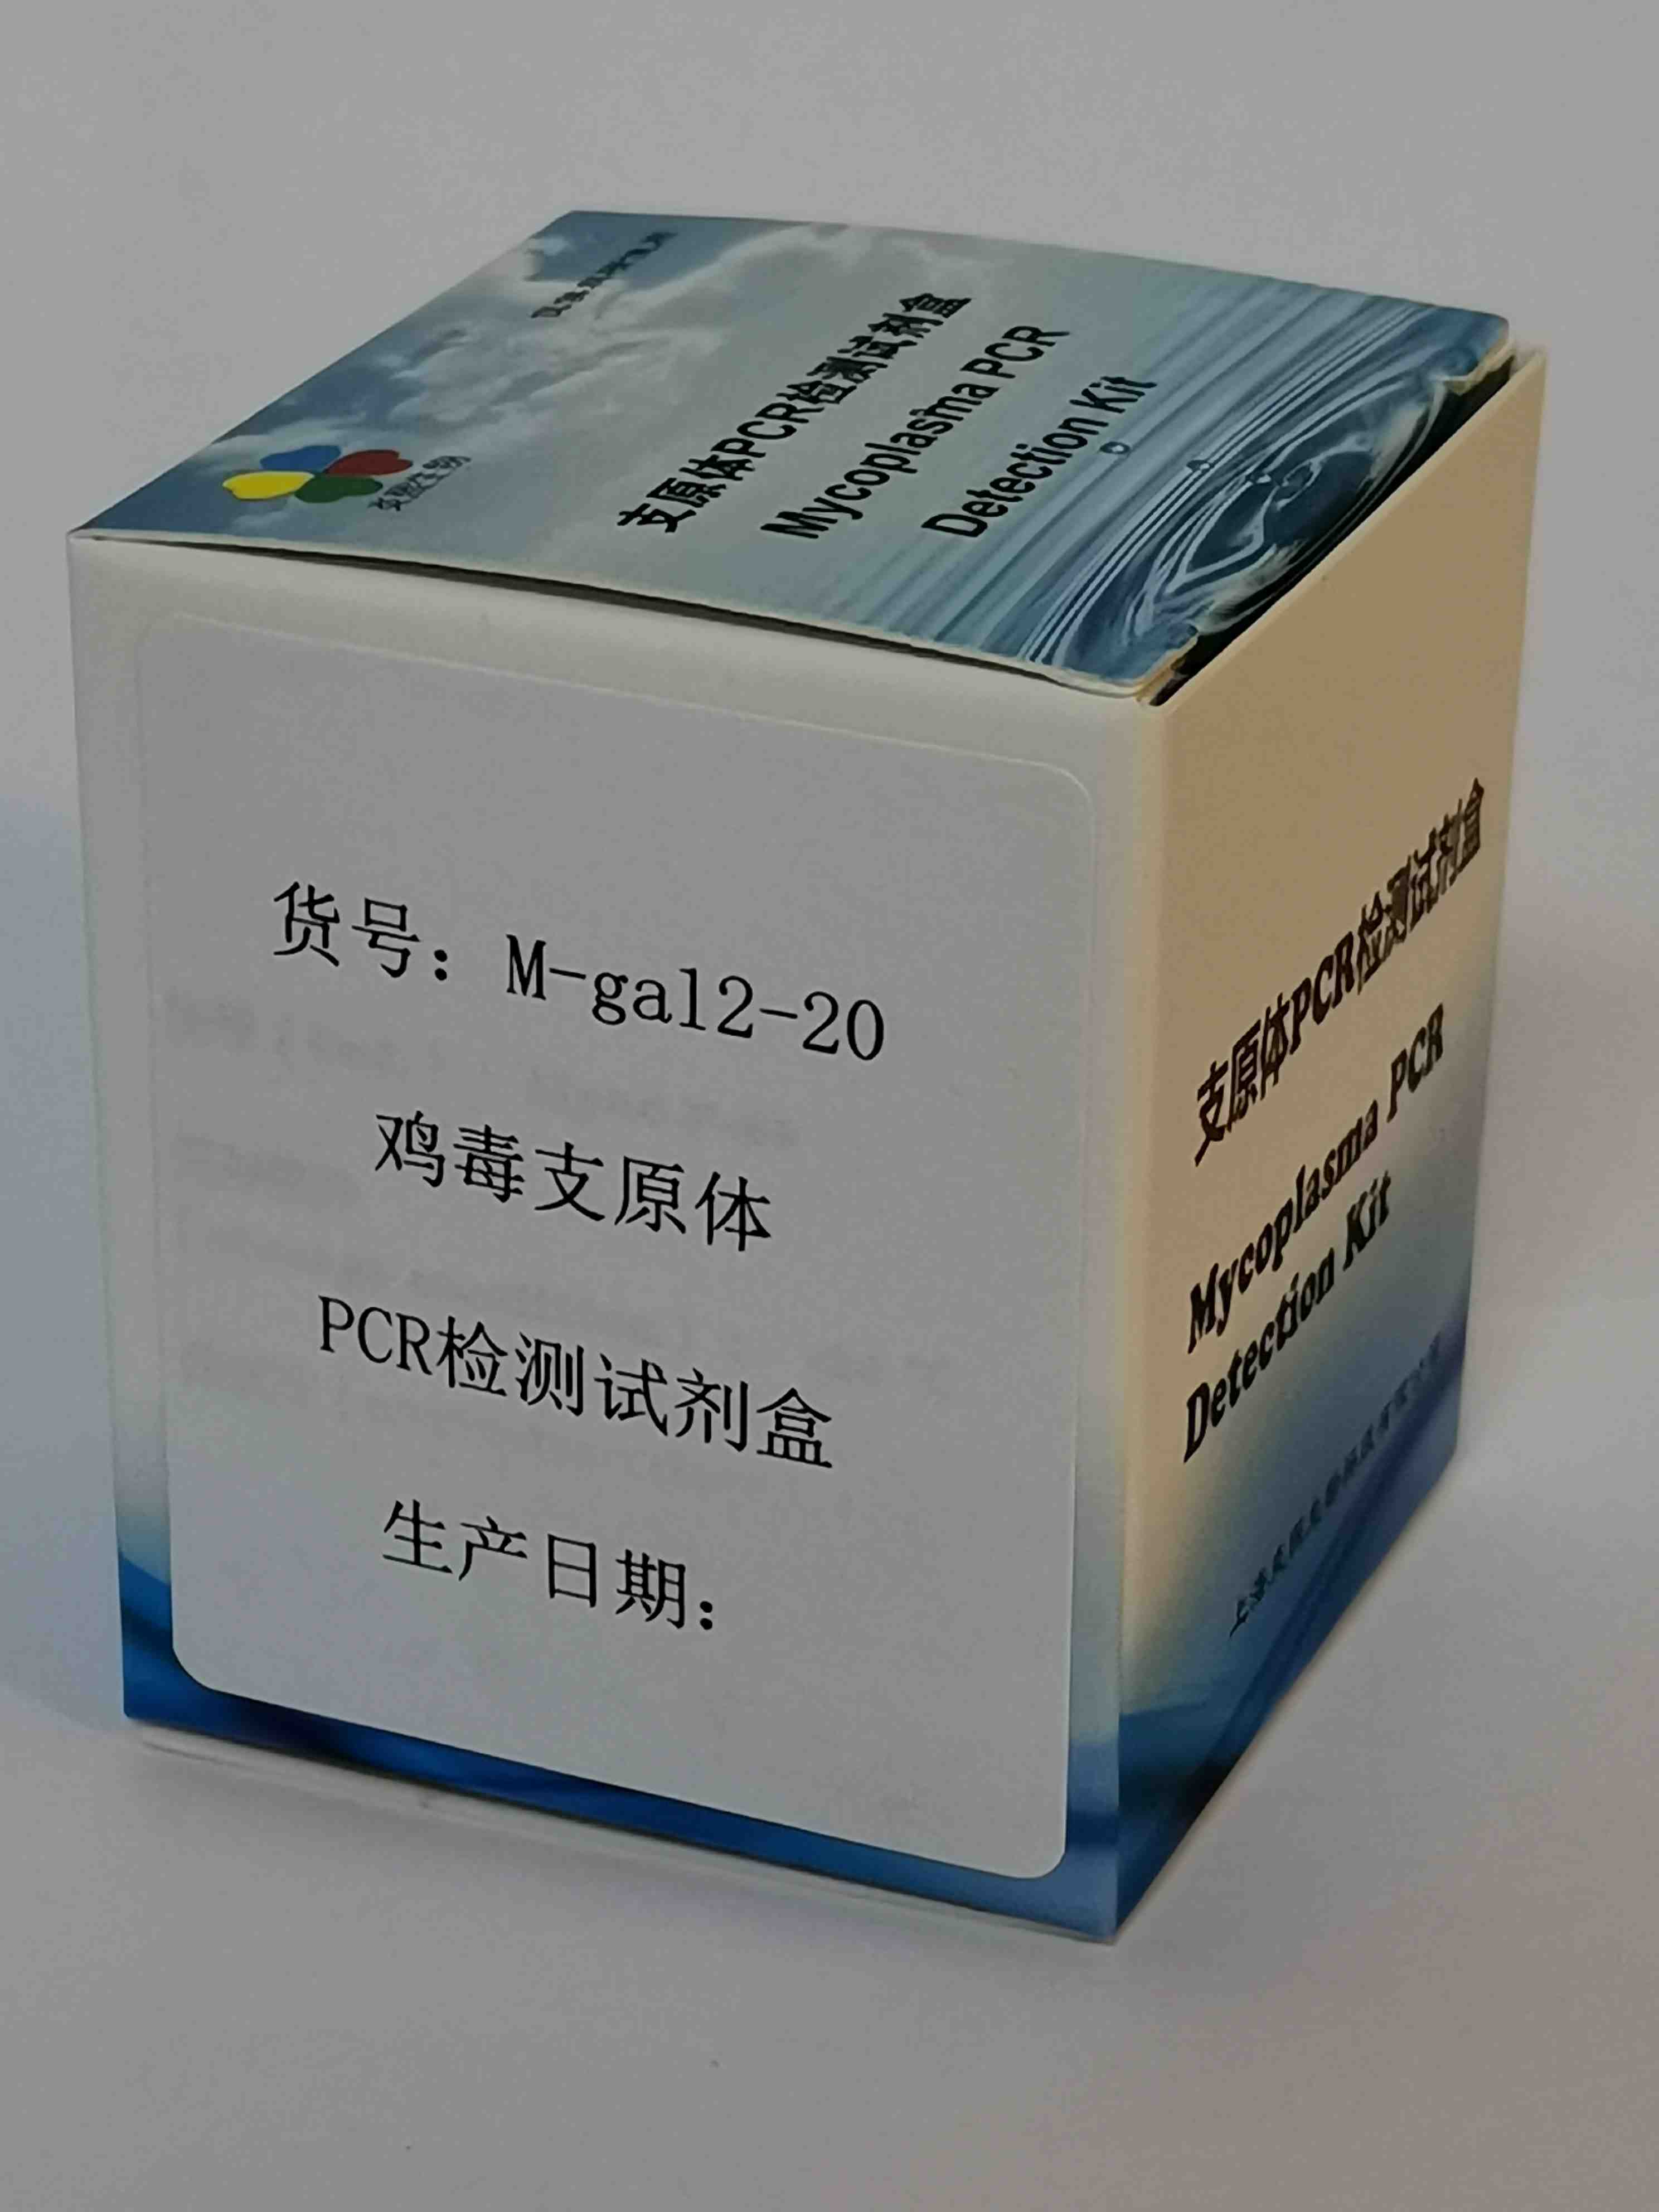 支原体PCR检测试剂盒
Mycoplasma PCR
Detection Kit
货号：M-gal2-20
鸡毒支原体
PCR检测试剂盒
生产日期：
支原体PCR检测试剂盒
Mycoplasma PCR
Detection Kit